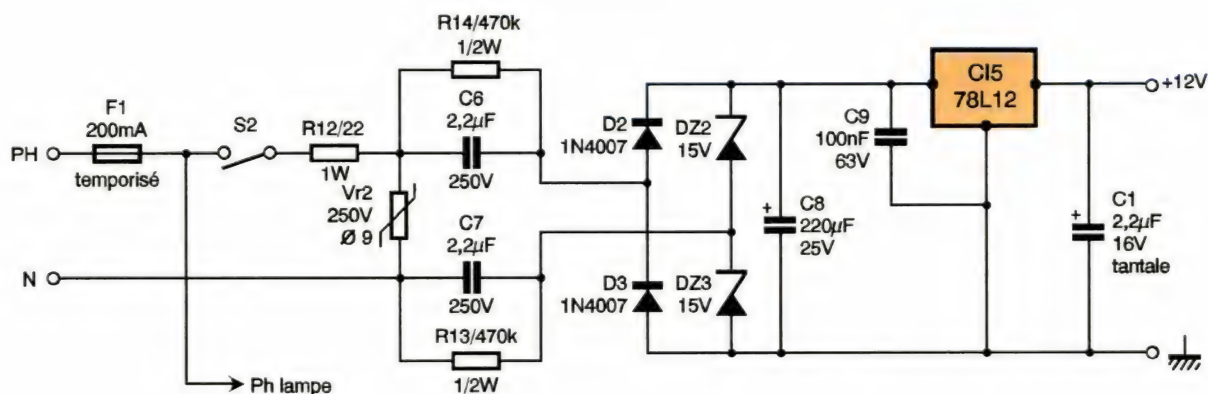 R14/470k
1/2W
F1
200mA
temporisé
PH
S2
R12/22
1W
C6
2,2µF
250V
Vr2
250V
Ø 9
C7
2,2µF
250V
N
R13/470k
1/2W
Ph lampe
D2
1N4007
DZ2
15V
D3
1N4007
DZ3
15V
+
C8
220µF
25V
C9
100nF
63V
CI5
78L12
+12V
+
C1
2,2µF
16V
tantale